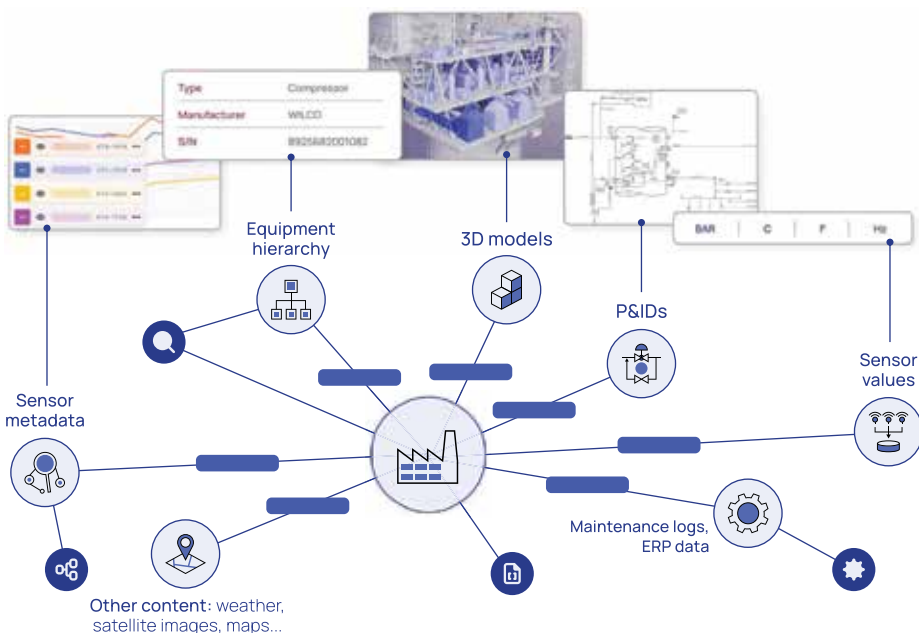 Type Compressor
Manufacturer WILCO
S/N 8925682001082
BAR C F Hz
Equipment
hierarchy
3D models
P&IDs
Sensor
values
Sensor
metadata
Maintenance logs,
ERP data
Other content: weather,
satellite images, maps...